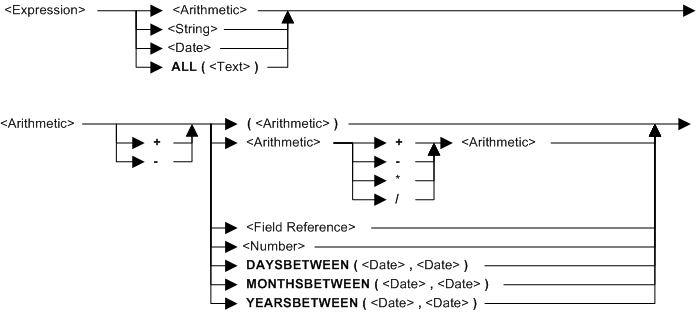 <Expression> <Arithmetic>
<String>
<Date>
ALL ( <Text> )
<Arithmetic> ( <Arithmetic> )
+ <Arithmetic> + <Arithmetic>
- -
*
/
<Field Reference>
<Number>
DAYSBETWEEN ( <Date> , <Date> )
MONTHSBETWEEN ( <Date> , <Date> )
YEARSBETWEEN ( <Date> , <Date> )